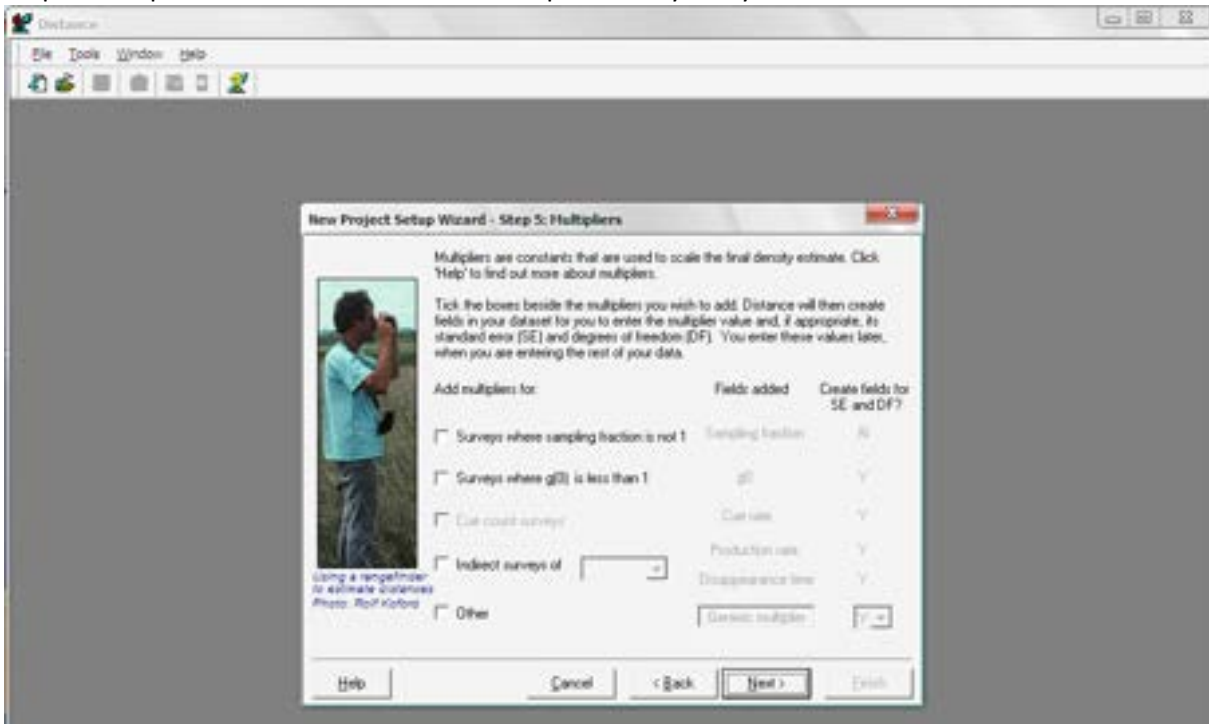 Distance
File Tools Window Help
New Project Setup Wizard - Step 5: Multipliers
Multipliers are constants that are used to scale the final density estimate. Click
'Help' to find out more about multipliers.
Tick the boxes beside the multipliers you wish to add. Distance will then create
fields in your dataset for you to enter the multiplier value and, if appropriate, its
standard error (SE) and degrees of freedom (DF). You enter these values later,
when you are entering the rest of your data.
Add multipliers for: Fields added Create fields for
SE and DF?
Surveys where sampling fraction is not 1 Sampling fraction N
Surveys where g(0) is less than 1 g0 Y
Cue count surveys Cue rate Y
Production rate Y
Indirect surveys of
Disappearance time Y
Other Generic multiplier Y
Using a rangefinder
to estimate distances
Photo: Rolf Koford
Help Cancel < Back Next > Finish